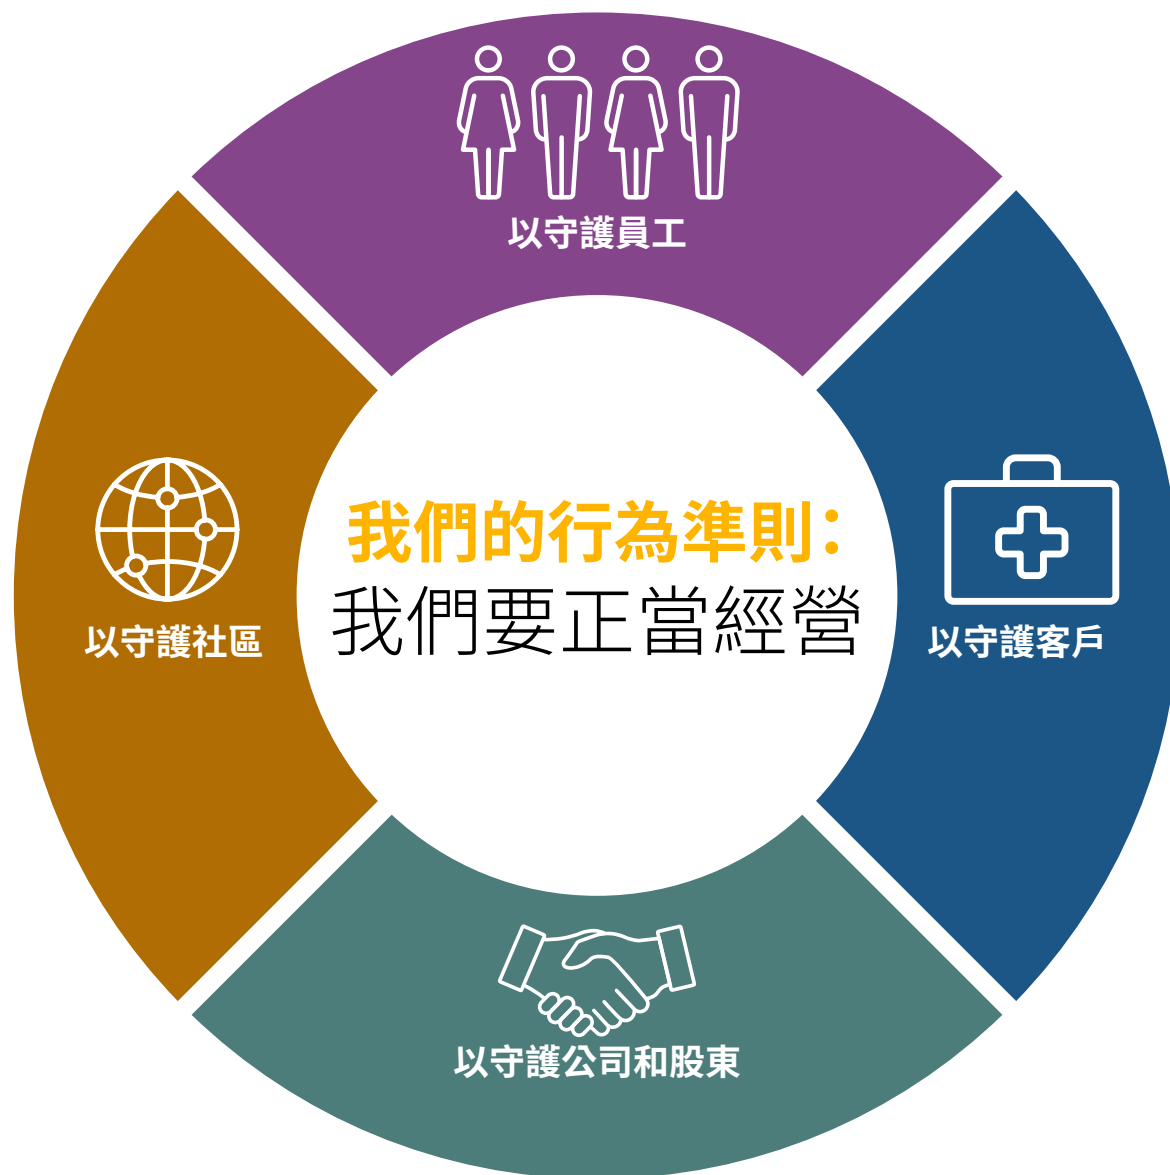 以守護員工
我們的行為準則：
我們要正當經營
以守護社區
以守護客戶
以守護公司和股東